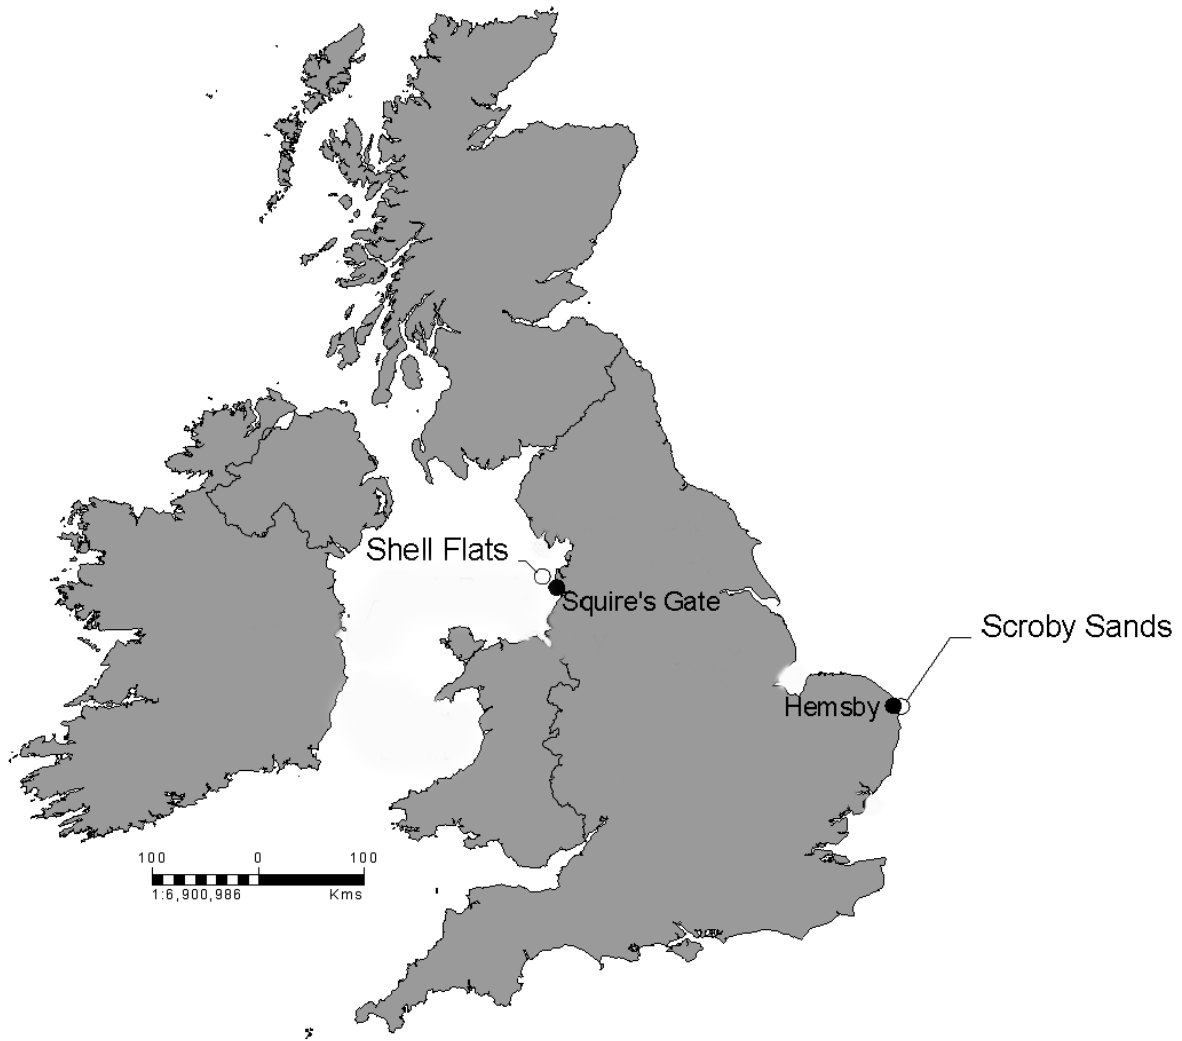 Shell Flats
Squire's Gate
Scroby Sands
Hemsby
100 0 100
1:6,900,986 Kms